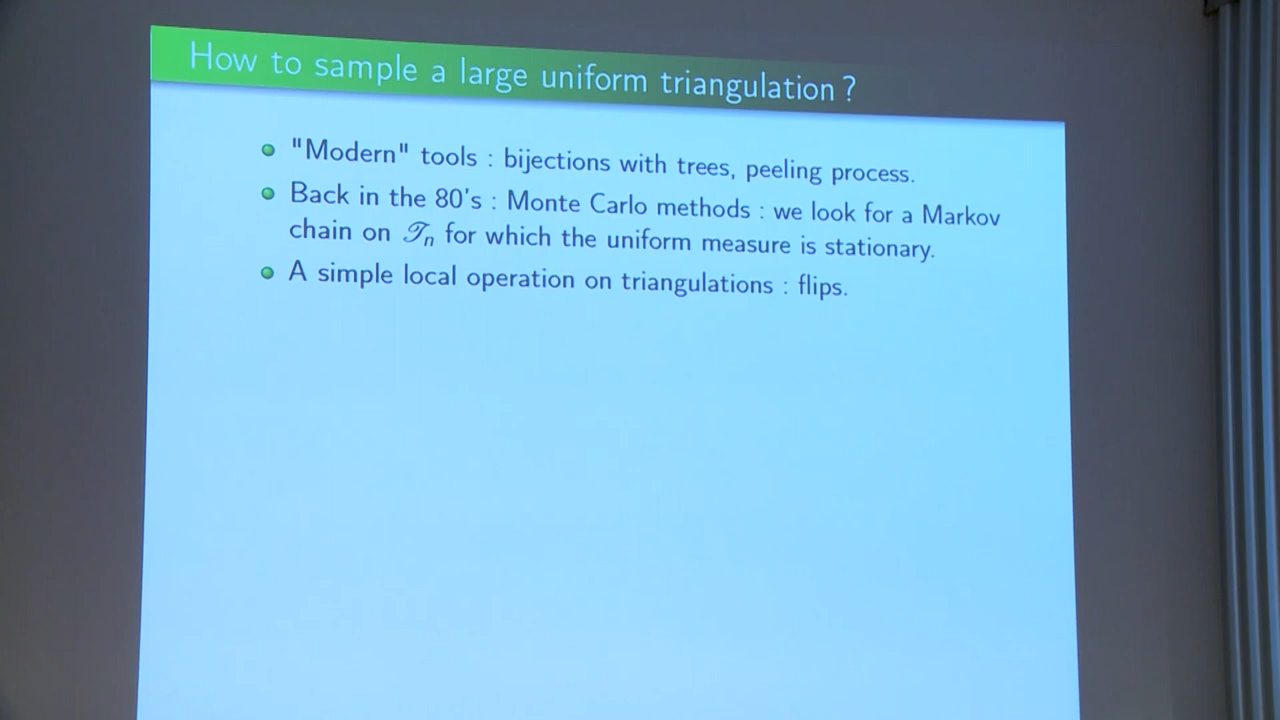 How to sample a large uniform triangulation ?
"Modern" tools : bijections with trees, peeling process.
Back in the 80's : Monte Carlo methods : we look for a Markov
chain on 𝒯ₙ for which the uniform measure is stationary.
A simple local operation on triangulations : flips.